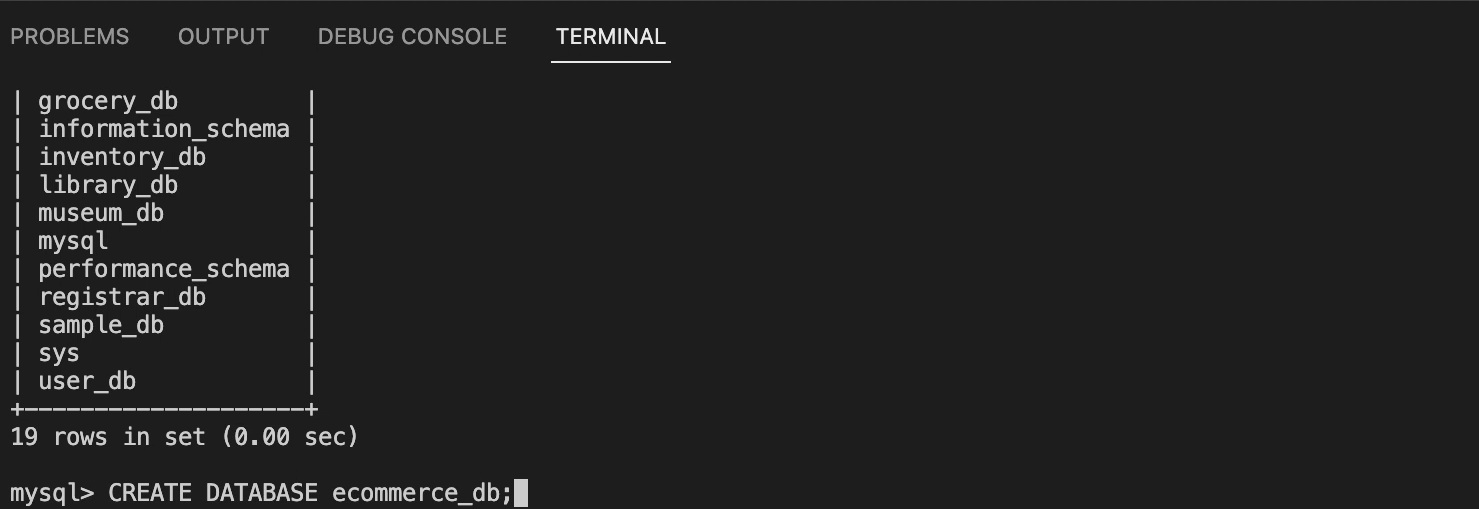 PROBLEMS OUTPUT DEBUG CONSOLE TERMINAL
| grocery_db         |
| information_schema |
| inventory_db       |
| library_db         |
| museum_db          |
| mysql              |
| performance_schema |
| registrar_db       |
| sample_db          |
| sys                |
| user_db            |
+--------------------+
19 rows in set (0.00 sec)
mysql> CREATE DATABASE ecommerce_db;